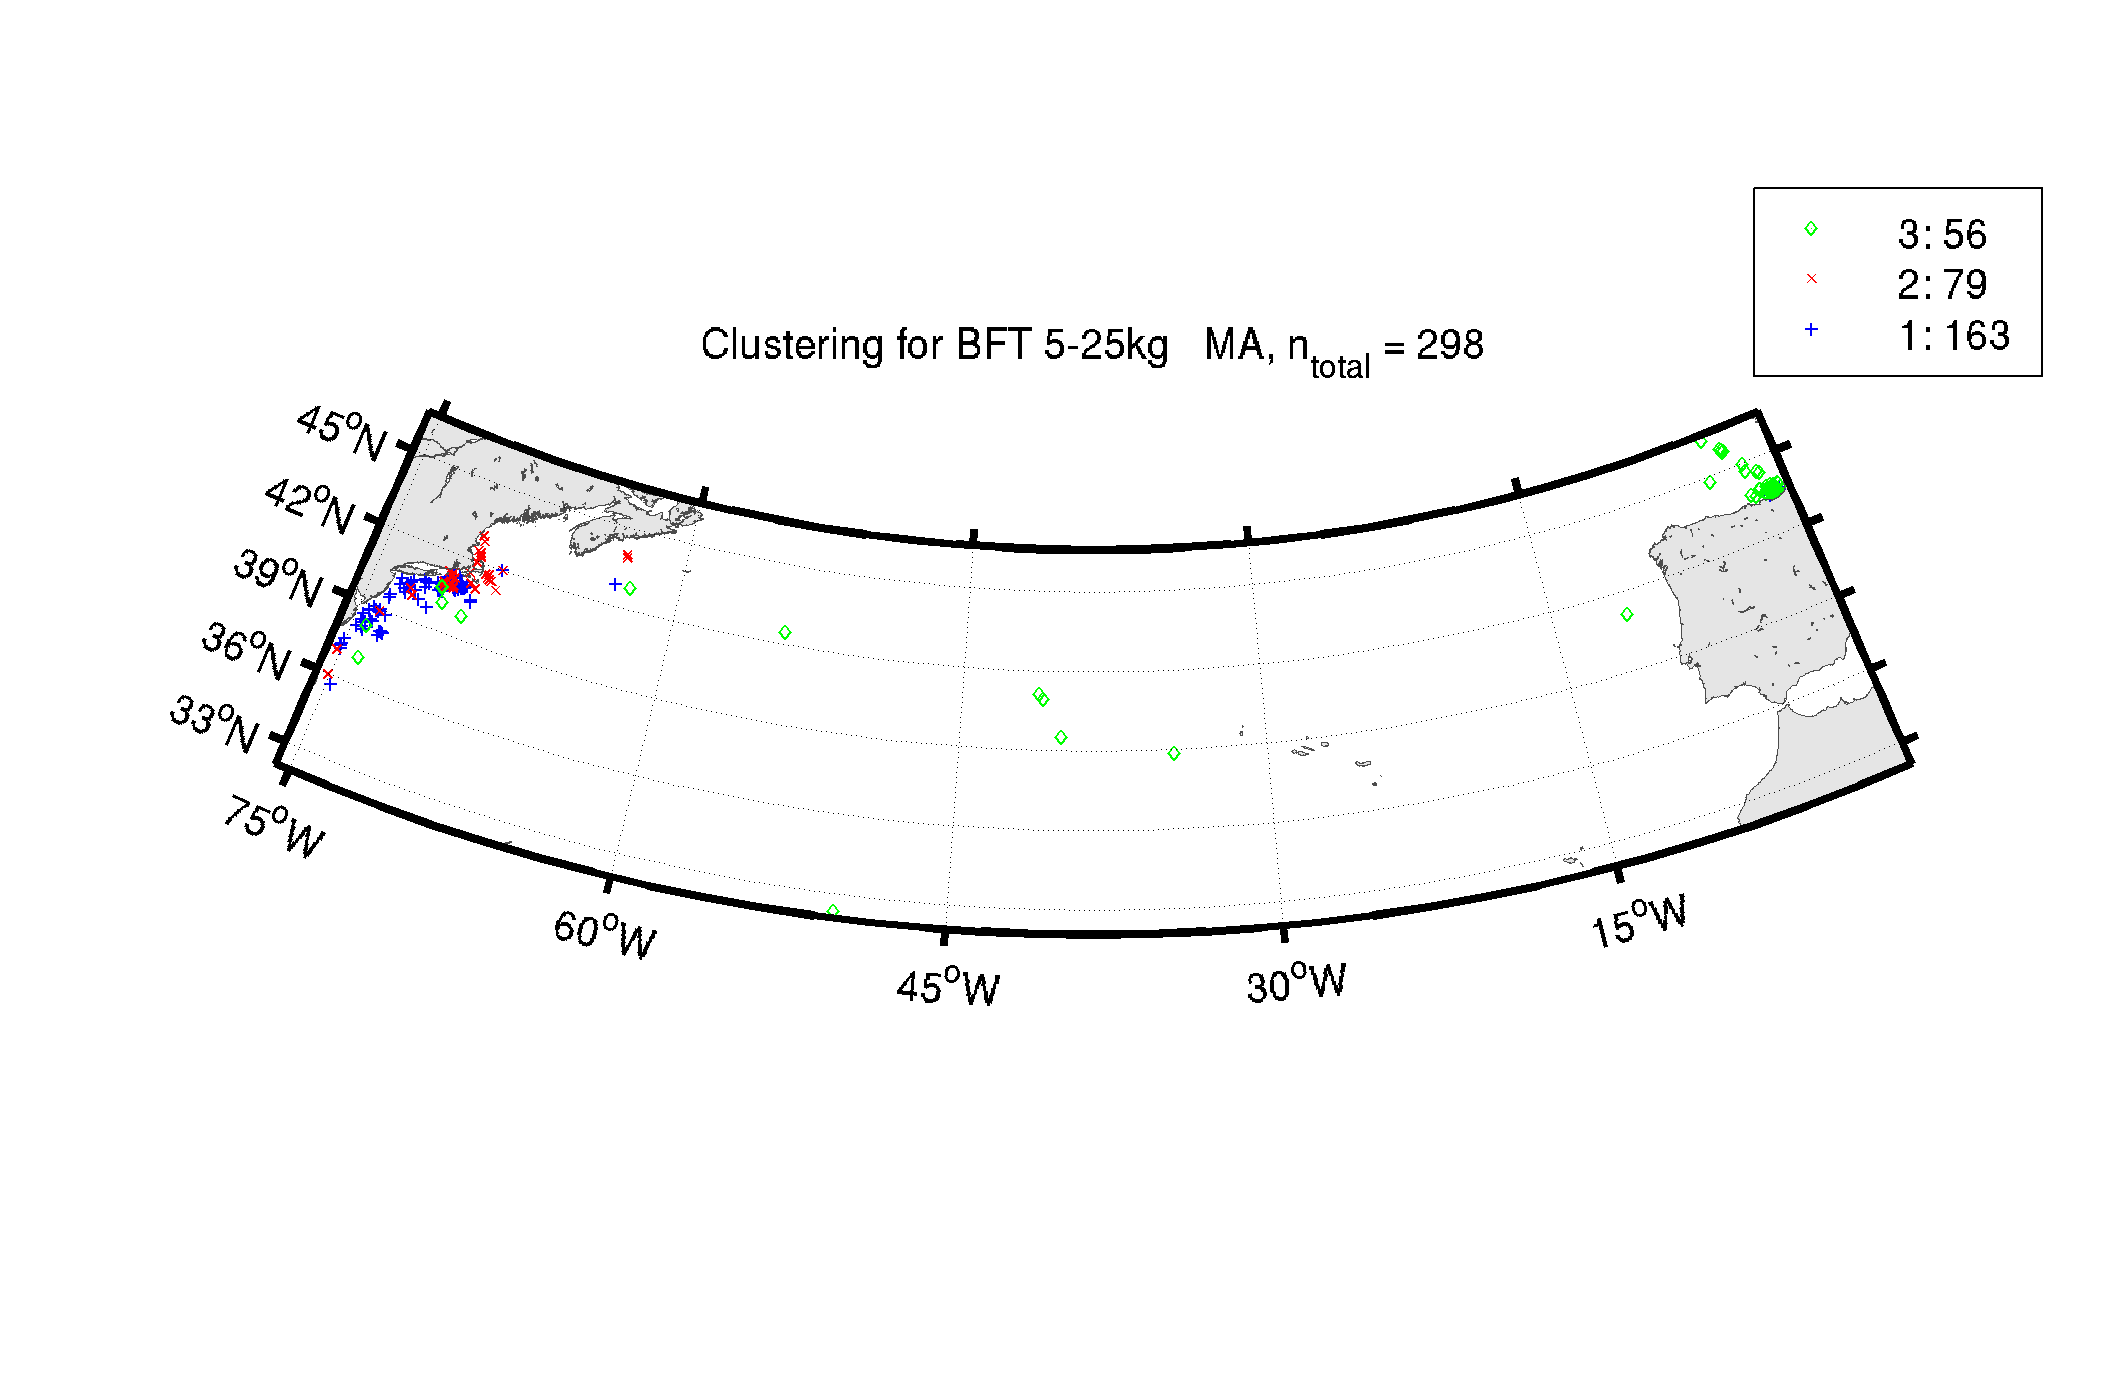 3: 56
2: 79
1: 163
Clustering for BFT 5-25kg MA, n_total = 298
45°N
42°N
39°N
36°N
33°N
75°W
60°W
45°W
30°W
15°W